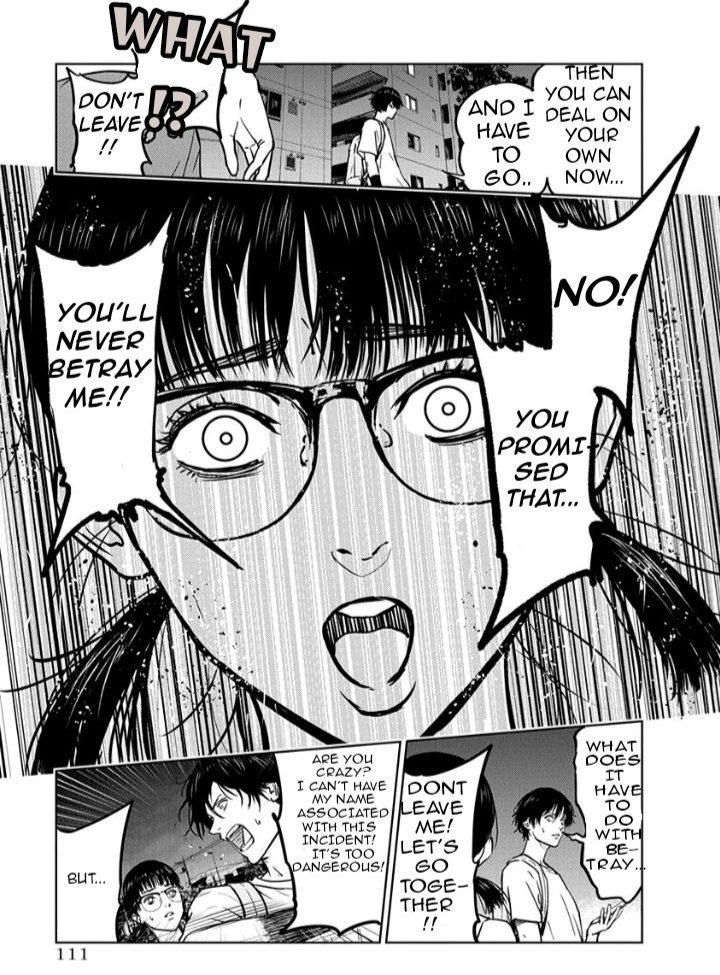 THEN
YOU CAN
DEAL ON
YOUR
OWN
NOW...
AND I
HAVE
TO
GO..
WHAT
!?
DON'T
LEAVE
!!
NO!
YOU
PROMI-
SED
THAT...
YOU'LL
NEVER
BETRAY
ME!!
WHAT
DOES
IT
HAVE
TO
DO
WITH
BE-
TRAY...
DONT
LEAVE
ME!
LET'S
GO
TOGE-
THER
!!
ARE YOU
CRAZY?
I CAN'T HAVE
MY NAME
ASSOCIATED
WITH THIS
INCIDENT!
IT'S TOO
DANGEROUS!
BUT...
111